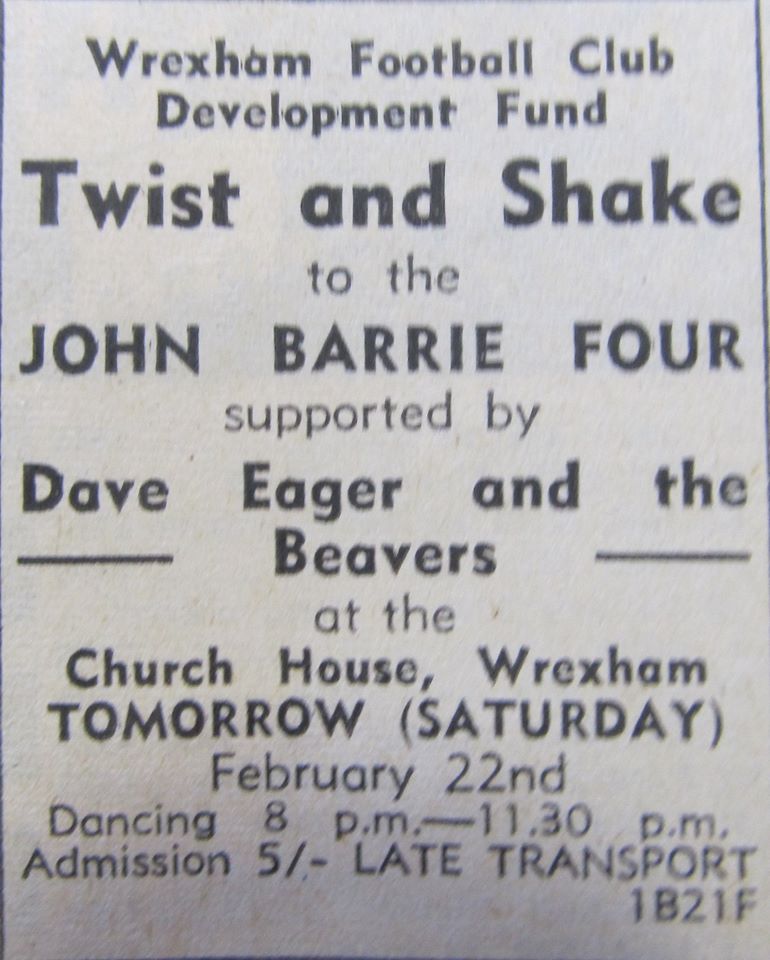 Wrexham Football Club
Development Fund
Twist and Shake
to the
JOHN BARRIE FOUR
supported by
Dave Eager and the
Beavers
at the
Church House, Wrexham
TOMORROW (SATURDAY)
February 22nd
Dancing 8 p.m.—11.30 p.m.
Admission 5/- LATE TRANSPORT
1B21F